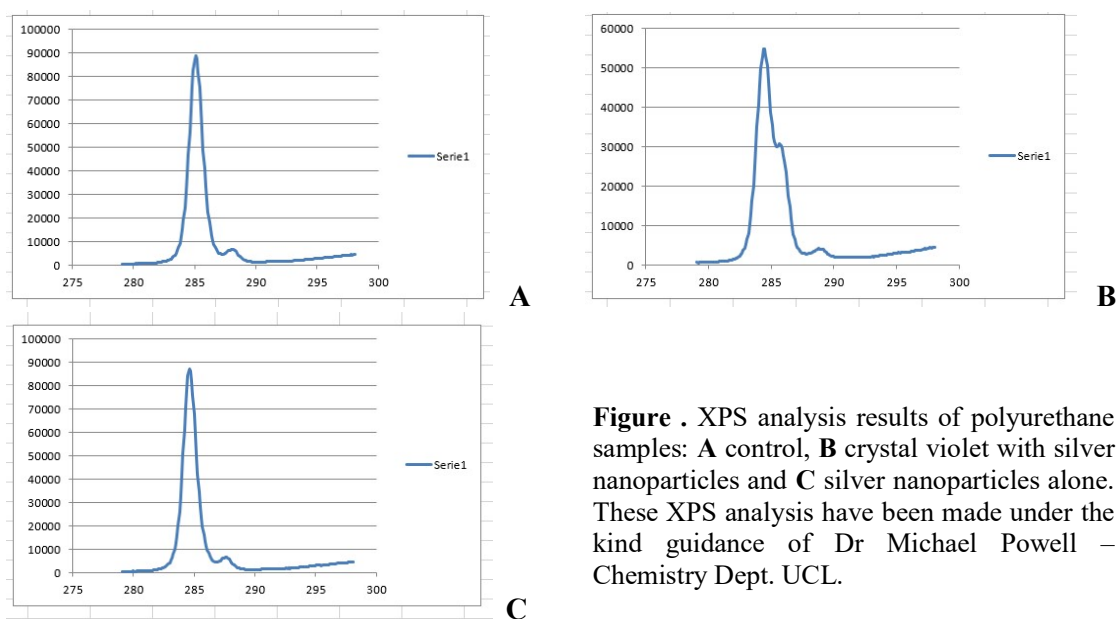 100000
90000
80000
70000
60000
50000
40000
30000
20000
10000
0
275 280 285 290 295 300
Serie1
A
60000
50000
40000
30000
20000
10000
0
275 280 285 290 295 300
Serie1
B
100000
90000
80000
70000
60000
50000
40000
30000
20000
10000
0
275 280 285 290 295 300
Serie1
C
Figure . XPS analysis results of polyurethane
samples: A control, B crystal violet with silver
nanoparticles and C silver nanoparticles alone.
These XPS analysis have been made under the
kind guidance of Dr Michael Powell –
Chemistry Dept. UCL.